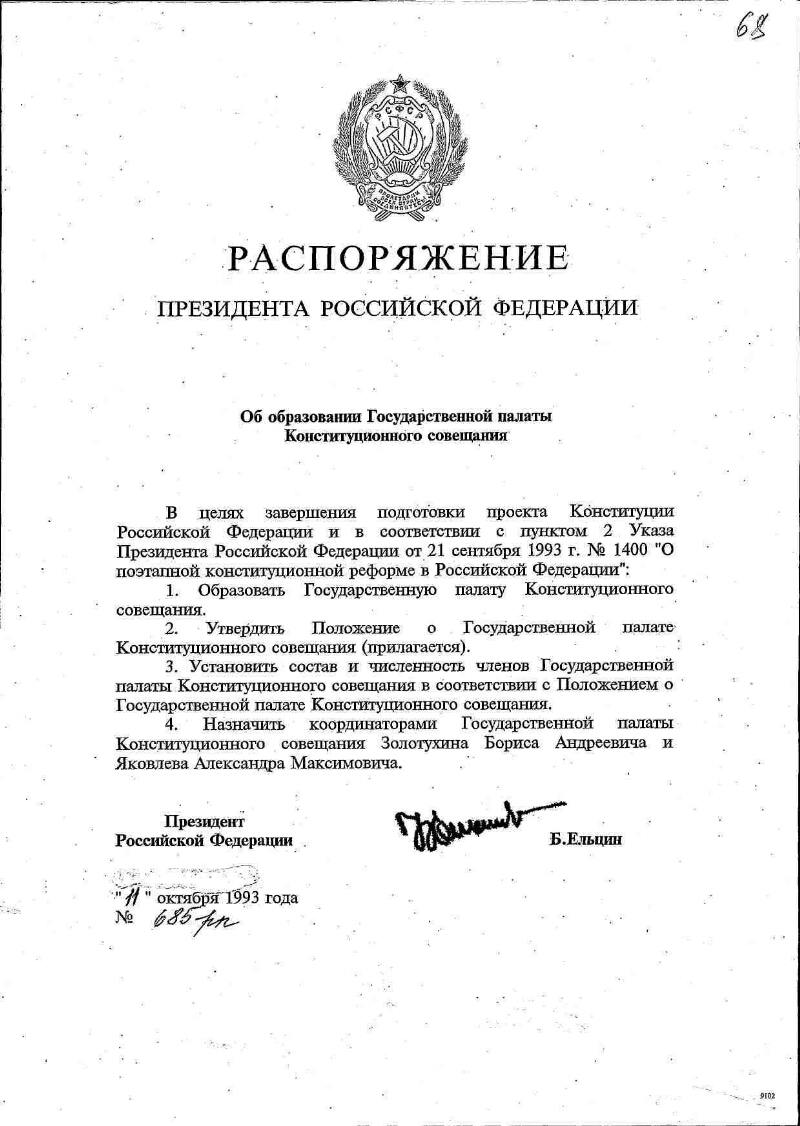 68
РСФСР
ПРОЛЕТАРИИ
ВСЕХ СТРАН
СОЕДИНЯЙТЕСЬ
РАСПОРЯЖЕНИЕ
ПРЕЗИДЕНТА РОССИЙСКОЙ ФЕДЕРАЦИИ
Об образовании Государственной палаты
Конституционного совещания
В целях завершения подготовки проекта Конституции
Российской Федерации и в соответствии с пунктом 2 Указа
Президента Российской Федерации от 21 сентября 1993 г. № 1400 "О
поэтапной конституционной реформе в Российской Федерации":
1. Образовать Государственную палату Конституционного
совещания.
2. Утвердить Положение о Государственной палате
Конституционного совещания (прилагается).
3. Установить состав и численность членов Государственной
палаты Конституционного совещания в соответствии с Положением о
Государственной палате Конституционного совещания.
4. Назначить координаторами Государственной палаты
Конституционного совещания Золотухина Бориса Андреевича и
Яковлева Александра Максимовича.
Президент
Российской Федерации
Б.Ельцин
"11" октября 1993 года
№ 685-рп
9102